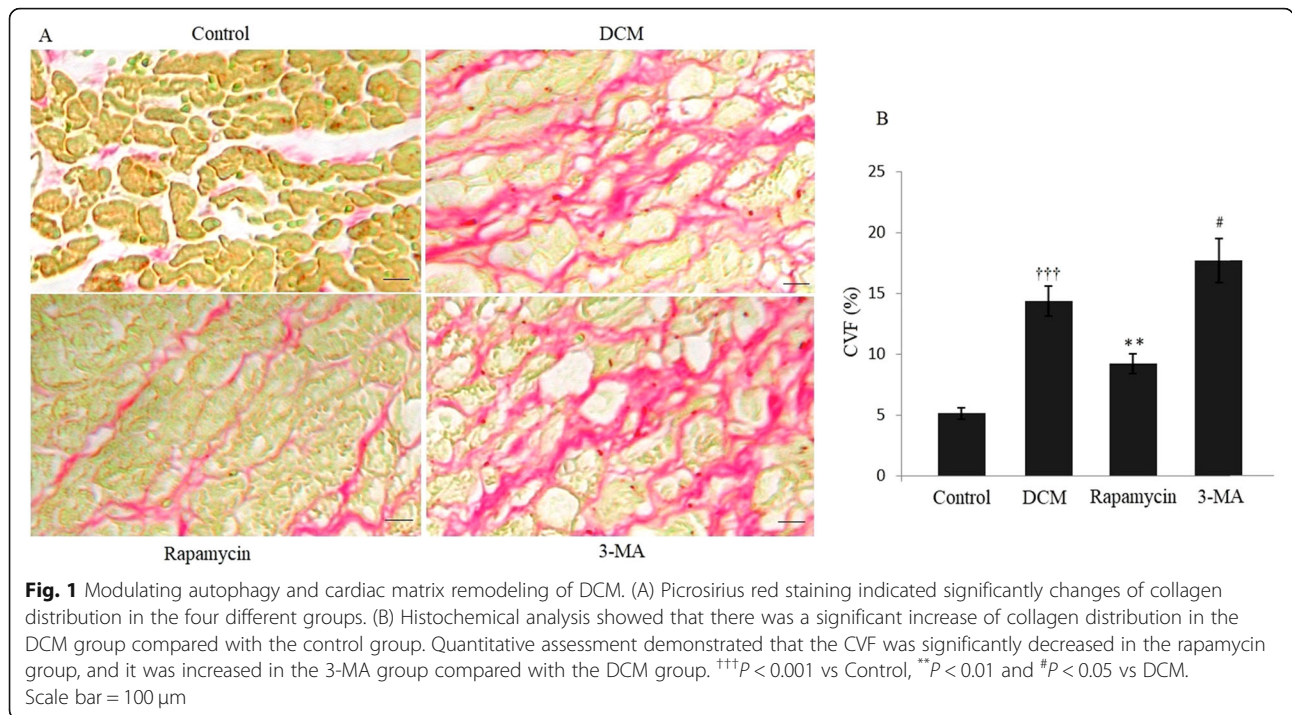 A
Control
DCM
Rapamycin
3-MA
B
CVF (%)
25
20
15
10
5
0
†††
**
#
Control
DCM
Rapamycin
3-MA
Fig. 1 Modulating autophagy and cardiac matrix remodeling of DCM. (A) Picrosirius red staining indicated significantly changes of collagen
distribution in the four different groups. (B) Histochemical analysis showed that there was a significant increase of collagen distribution in the
DCM group compared with the control group. Quantitative assessment demonstrated that the CVF was significantly decreased in the rapamycin
group, and it was increased in the 3-MA group compared with the DCM group. †††P < 0.001 vs Control, **P < 0.01 and #P < 0.05 vs DCM.
Scale bar = 100 μm